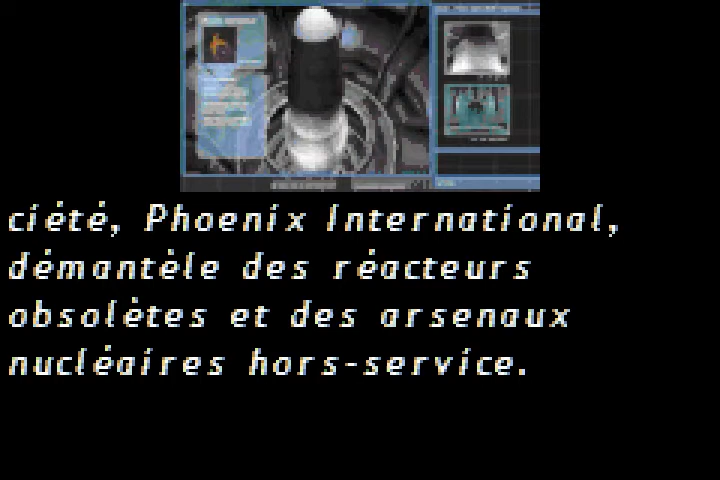 ciété, Phoenix International,
démantèle des réacteurs
obsolètes et des arsenaux
nucléaires hors-service.